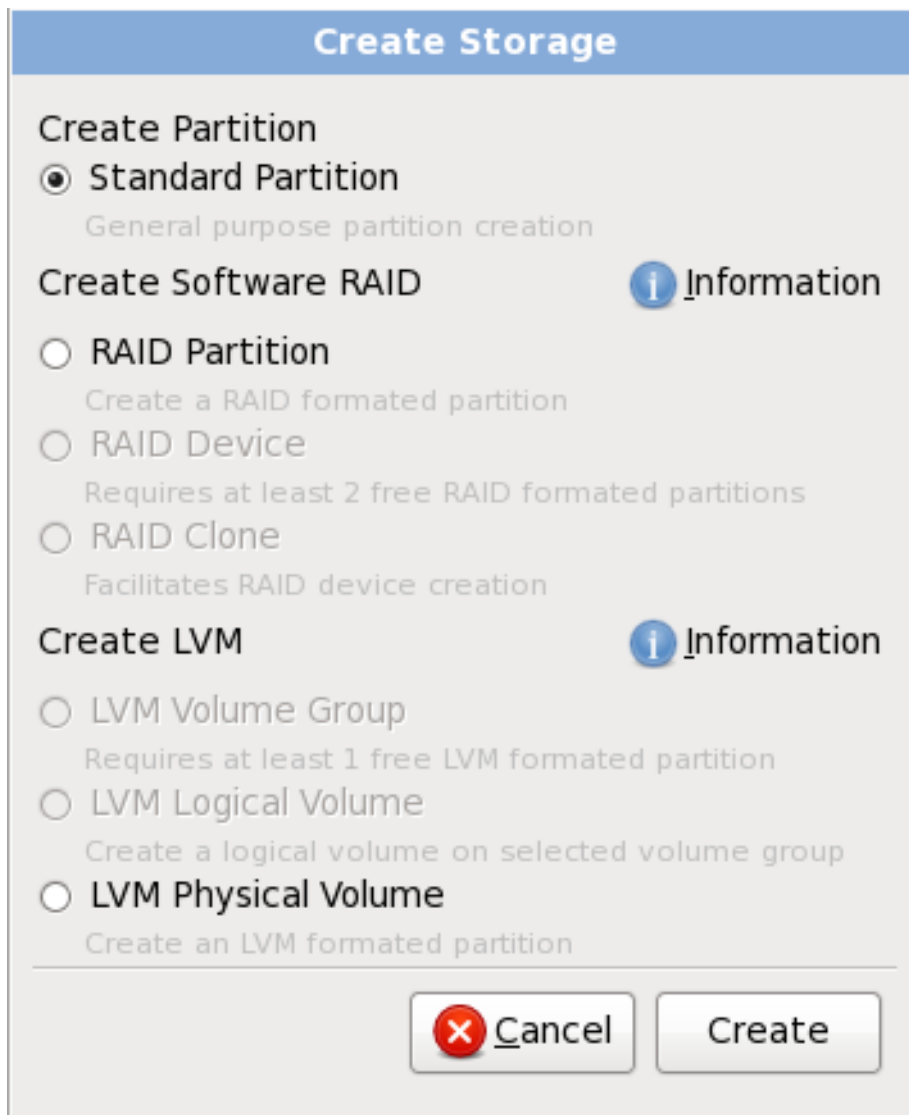 Create Storage
Create Partition
Standard Partition
General purpose partition creation
Create Software RAID
Information
RAID Partition
Create a RAID formated partition
RAID Device
Requires at least 2 free RAID formated partitions
RAID Clone
Facilitates RAID device creation
Create LVM
Information
LVM Volume Group
Requires at least 1 free LVM formated partition
LVM Logical Volume
Create a logical volume on selected volume group
LVM Physical Volume
Create an LVM formated partition
Cancel
Create